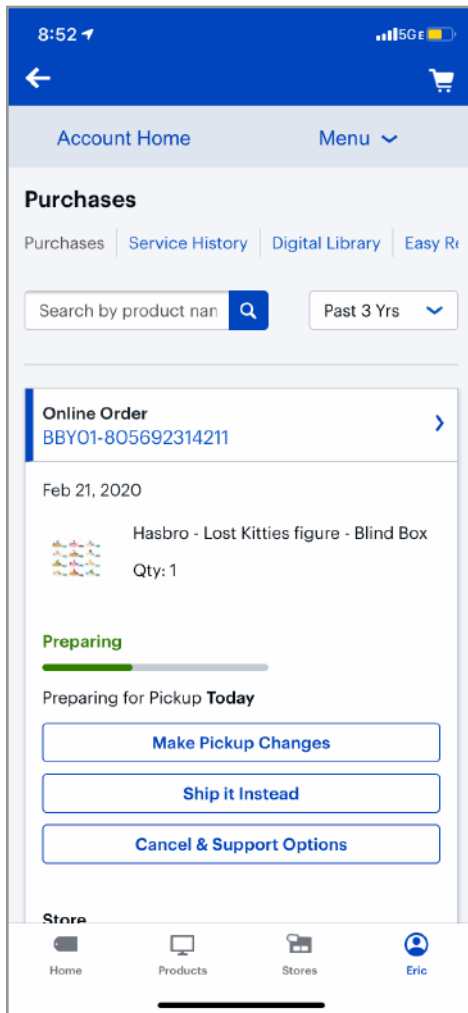 8:52
5GE
Account Home
Menu
Purchases
Purchases
Service History
Digital Library
Easy Re
Search by product nan
Past 3 Yrs
Online Order
BBY01-805692314211
Feb 21, 2020
Hasbro - Lost Kitties figure - Blind Box
Qty: 1
Preparing
Preparing for Pickup Today
Make Pickup Changes
Ship it Instead
Cancel & Support Options
Store
Home
Products
Stores
Eric